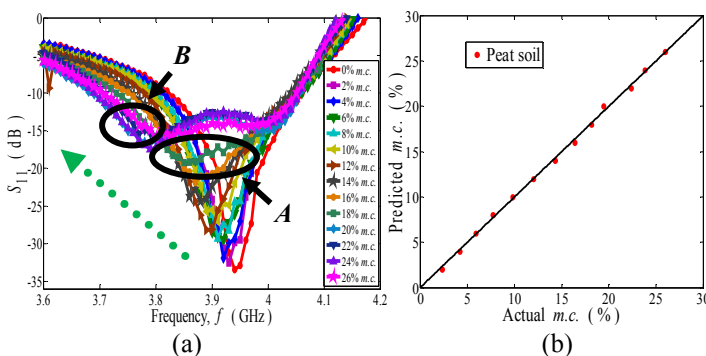 0
-5
-10
-15
-20
-25
-30
-35
S11 (dB)
B
A
0% m.c.
2% m.c.
4% m.c.
6% m.c.
8% m.c.
10% m.c.
12% m.c.
14% m.c.
16% m.c.
18% m.c.
20% m.c.
22% m.c.
24% m.c.
26% m.c.
3.6 3.7 3.8 3.9 4 4.1 4.2
Frequency, f (GHz)
(a)
30
25
20
15
10
5
0
Predicted m.c. (%)
Peat soil
0 5 10 15 20 25 30
Actual m.c. (%)
(b)